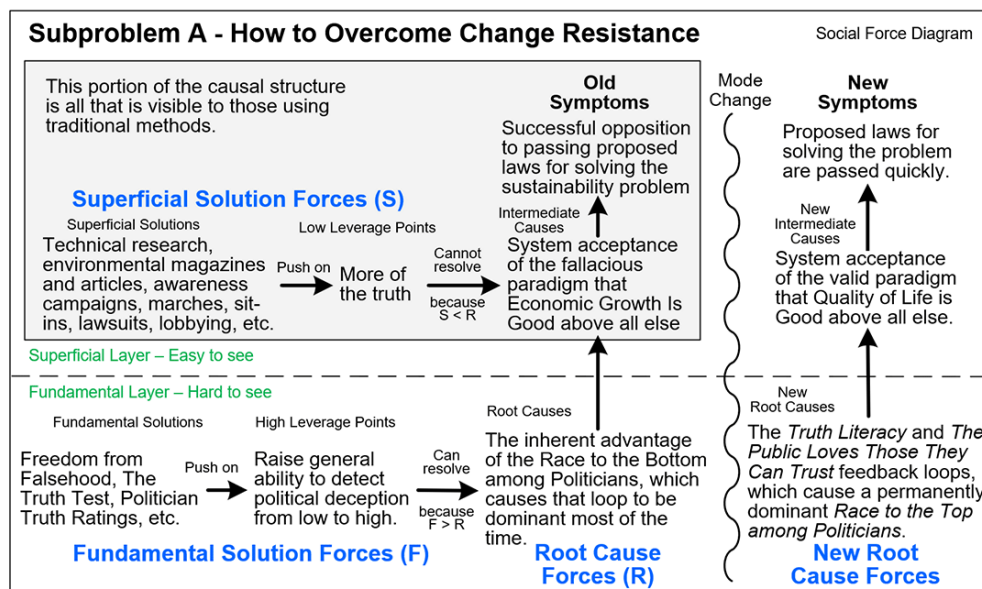 Subproblem A - How to Overcome Change Resistance
Social Force Diagram
This portion of the causal structure
is all that is visible to those using
traditional methods.
Old
Symptoms
Successful opposition
to passing proposed
laws for solving the
sustainability problem
Superficial Solution Forces (S)
Superficial Solutions
Technical research,
environmental magazines
and articles, awareness
campaigns, marches, sit-
ins, lawsuits, lobbying, etc.
Push on
Low Leverage Points
More of
the truth
Cannot
resolve
because
S < R
Intermediate
Causes
System acceptance
of the fallacious
paradigm that
Economic Growth Is
Good above all else
Superficial Layer – Easy to see
Fundamental Layer – Hard to see
Fundamental Solutions
Freedom from
Falsehood, The
Truth Test, Politician
Truth Ratings, etc.
Push on
High Leverage Points
Raise general
ability to detect
political deception
from low to high.
Can
resolve
because
F > R
Root Causes
The inherent advantage
of the Race to the Bottom
among Politicians, which
causes that loop to be
dominant most of the
time.
Fundamental Solution Forces (F)
Root Cause
Forces (R)
Mode
Change
New
Symptoms
Proposed laws for
solving the problem
are passed quickly.
New
Intermediate
Causes
System acceptance
of the valid paradigm
that Quality of Life is
Good above all else.
New
Root Causes
The Truth Literacy and The
Public Loves Those They
Can Trust feedback loops,
which cause a permanently
dominant Race to the Top
among Politicians.
New Root
Cause Forces